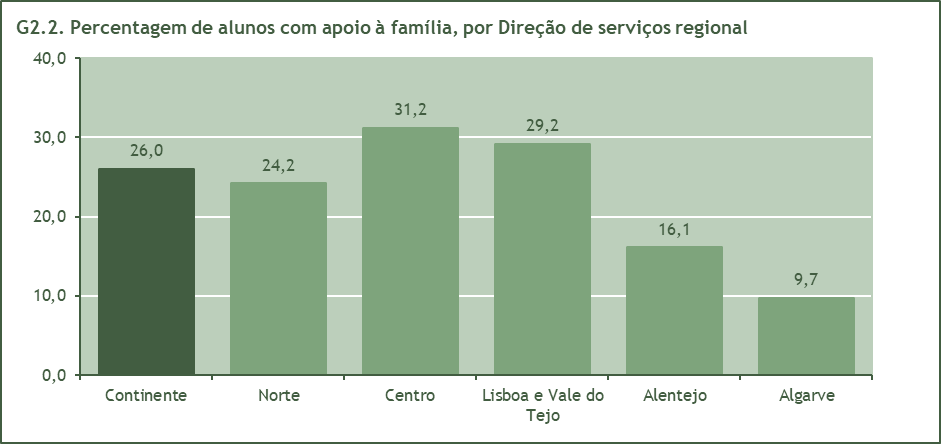 G2.2. Percentagem de alunos com apoio à família, por Direção de serviços regional
40,0
30,0
20,0
10,0
0,0
26,0
24,2
31,2
29,2
16,1
9,7
Continente
Norte
Centro
Lisboa e Vale do
Tejo
Alentejo
Algarve